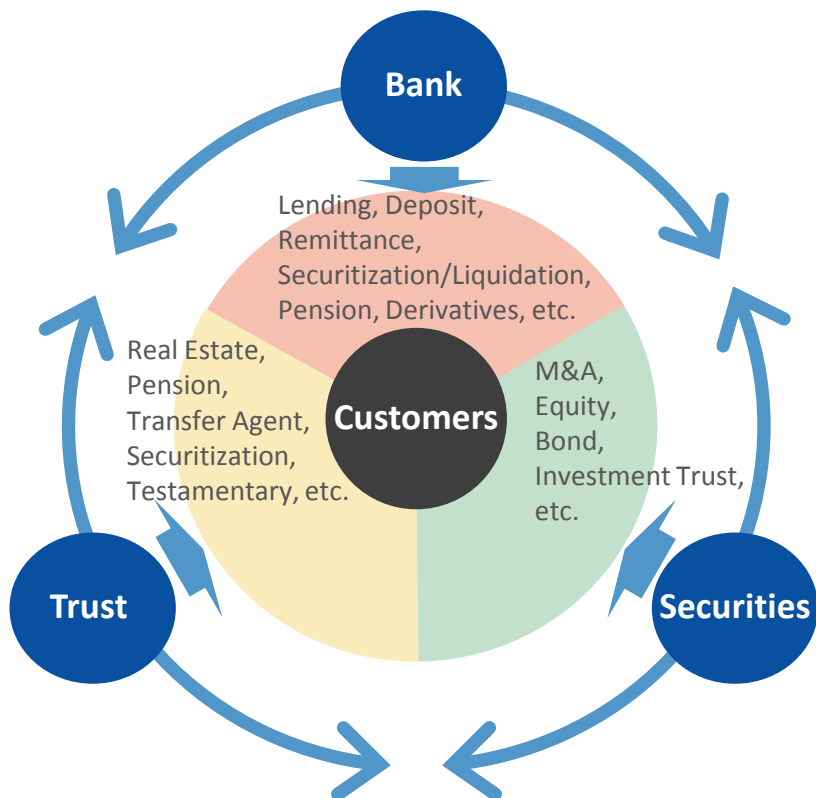 Bank
Lending, Deposit,
Remittance,
Securitization/Liquidation,
Pension, Derivatives, etc.
Real Estate,
Pension,
Transfer Agent,
Securitization,
Testamentary, etc.
Customers
M&A,
Equity,
Bond,
Investment Trust,
etc.
Trust
Securities